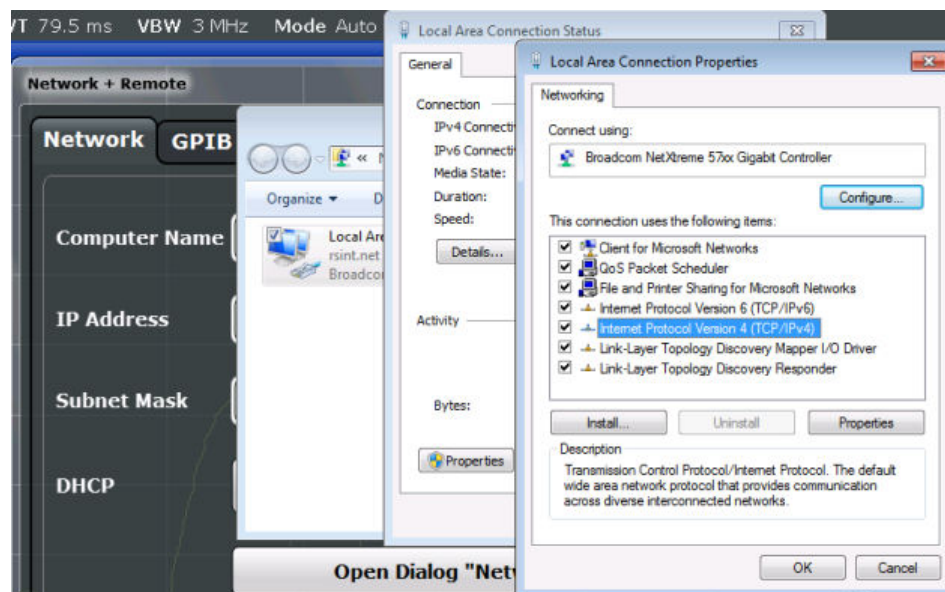 79.5 ms VBW 3 MHz Mode Auto
Network + Remote
Network GPIB
Computer Name
IP Address
Subnet Mask
DHCP
Organize
Local Are
rsint.net
Broadcor
Open Dialog "Netw
Local Area Connection Status
General
Connection
IPv4 Connecti
IPv6 Connecti
Media State:
Duration:
Speed:
Details...
Activity
Bytes:
Properties
Local Area Connection Properties
Networking
Connect using:
Broadcom NetXtreme 57xx Gigabit Controller
Configure...
This connection uses the following items:
Client for Microsoft Networks
QoS Packet Scheduler
File and Printer Sharing for Microsoft Networks
Internet Protocol Version 6 (TCP/IPv6)
Internet Protocol Version 4 (TCP/IPv4)
Link-Layer Topology Discovery Mapper I/O Driver
Link-Layer Topology Discovery Responder
Install... Uninstall Properties
Description
Transmission Control Protocol/Internet Protocol. The default
wide area network protocol that provides communication
across diverse interconnected networks.
OK Cancel